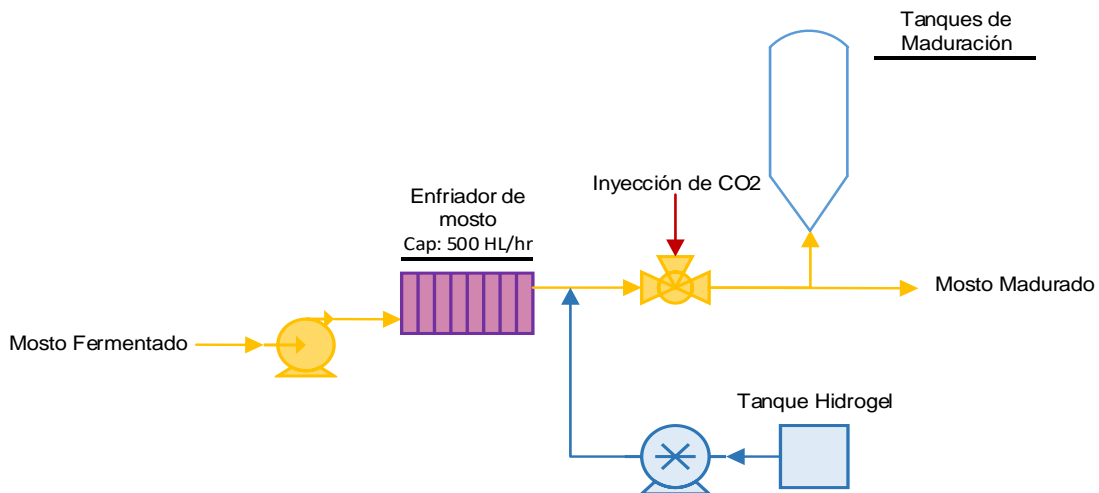 Tanques de
Maduración
Inyección de CO2
Enfriador de
mosto
Cap: 500 HL/hr
Mosto Madurado
Mosto Fermentado
Tanque Hidrogel